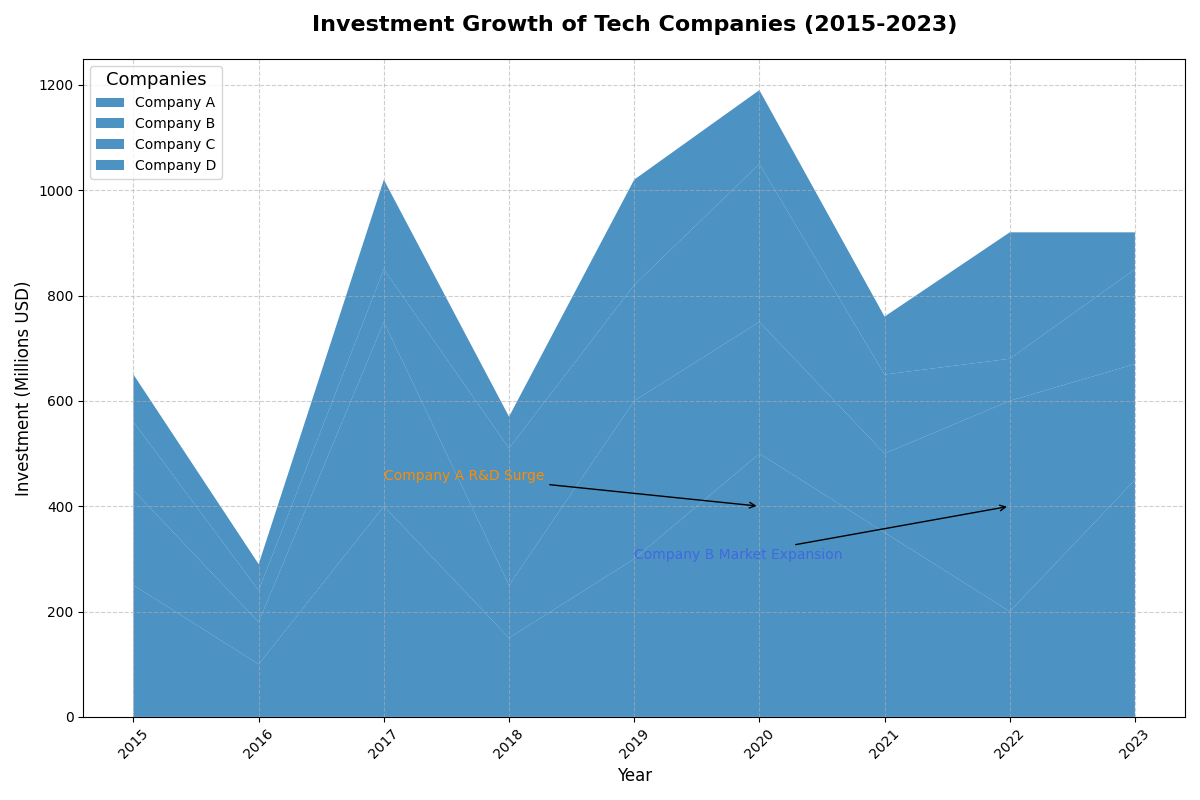 Investment Growth of Tech Companies (2015-2023)
Companies
Company A
Company B
Company C
Company D
Investment (Millions USD)
1200
1000
800
600
400
200
0
Company A R&D Surge
Company B Market Expansion
2015
2016
2017
2018
2019
2020
2021
2022
2023
Year